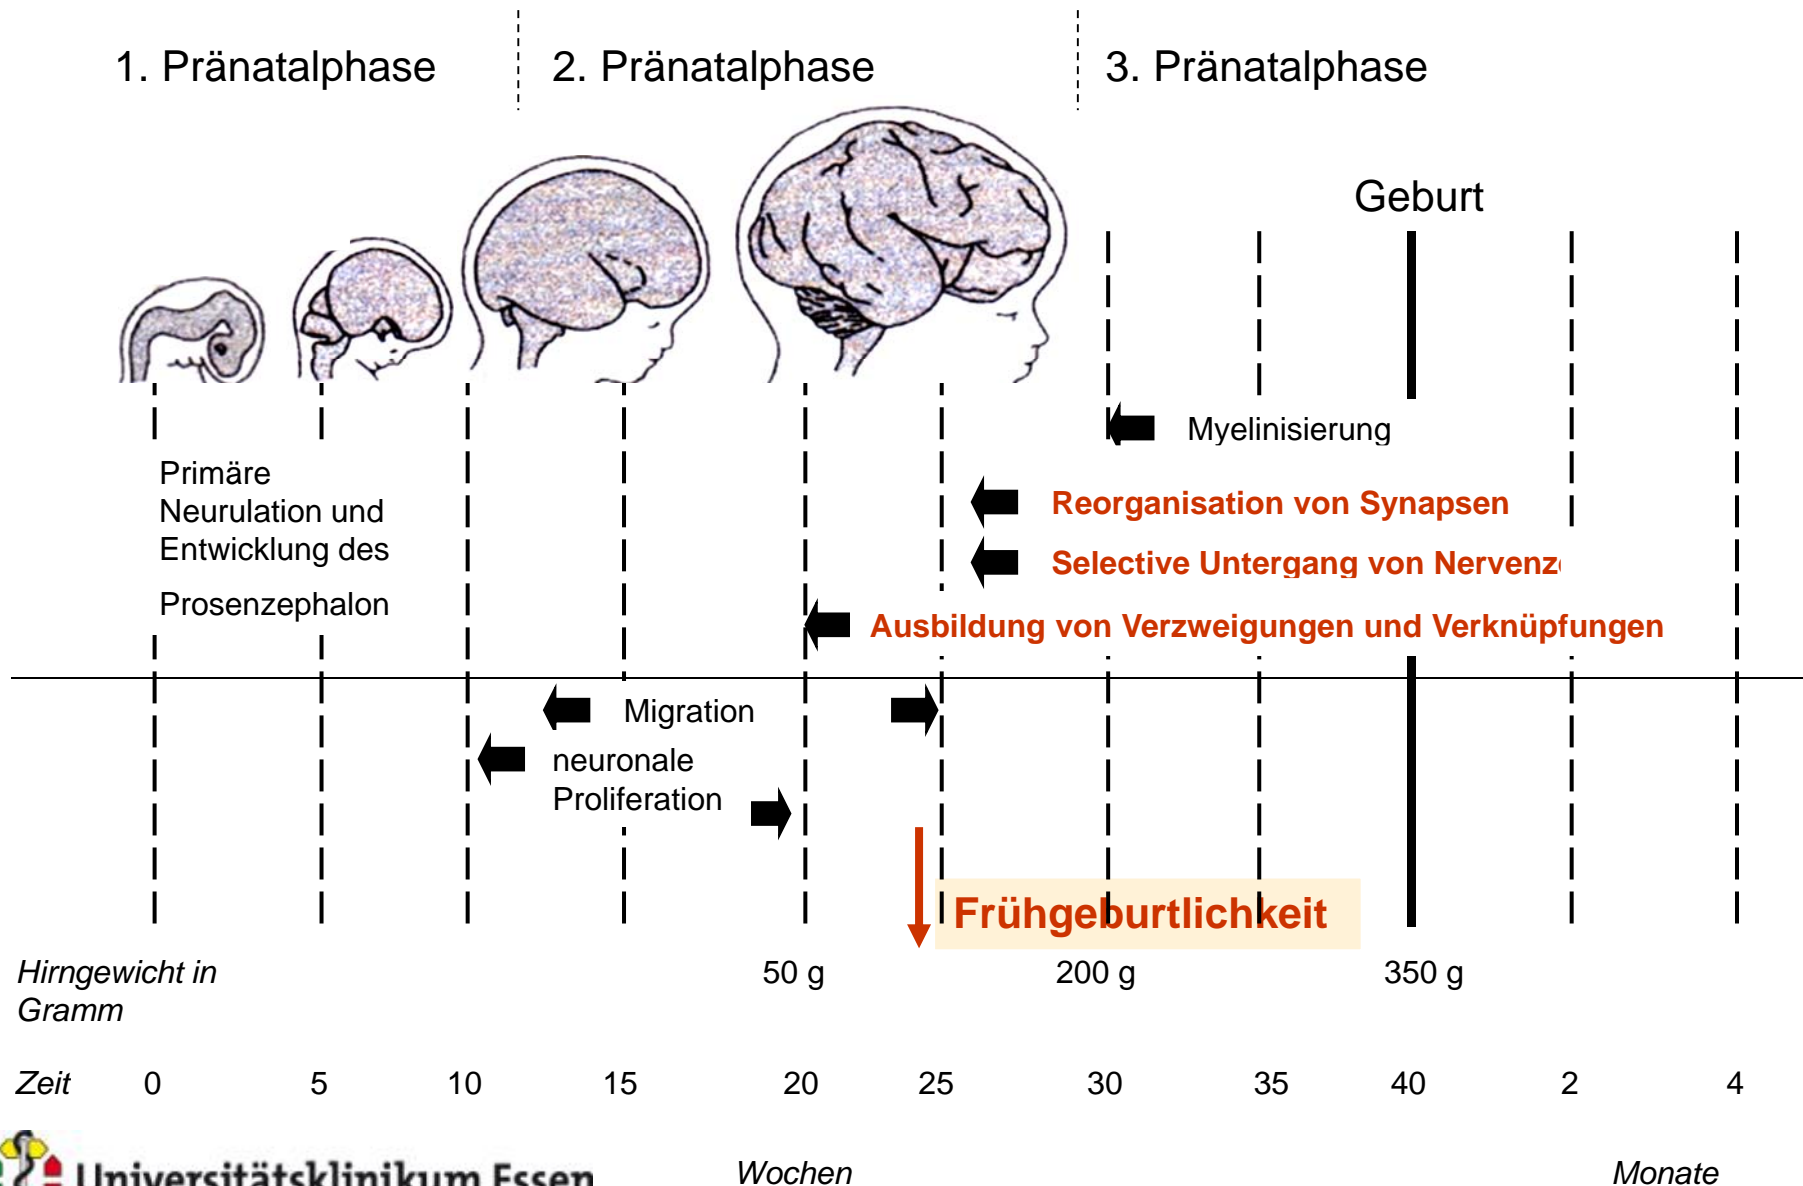 1. Pränatalphase
2. Pränatalphase
3. Pränatalphase
Geburt
Myelinisierung
Primäre
Neurulation und
Entwicklung des
Prosenzephalon
Reorganisation von Synapsen
Selective Untergang von Nervenz
Ausbildung von Verzweigungen und Verknüpfungen
Migration
neuronale
Proliferation
Frühgeburtlichkeit
Hirngewicht in
Gramm
50 g
200 g
350 g
Zeit 0 5 10 15 20 25 30 35 40 2 4
Universitätsklinikum Essen
Wochen
Monate